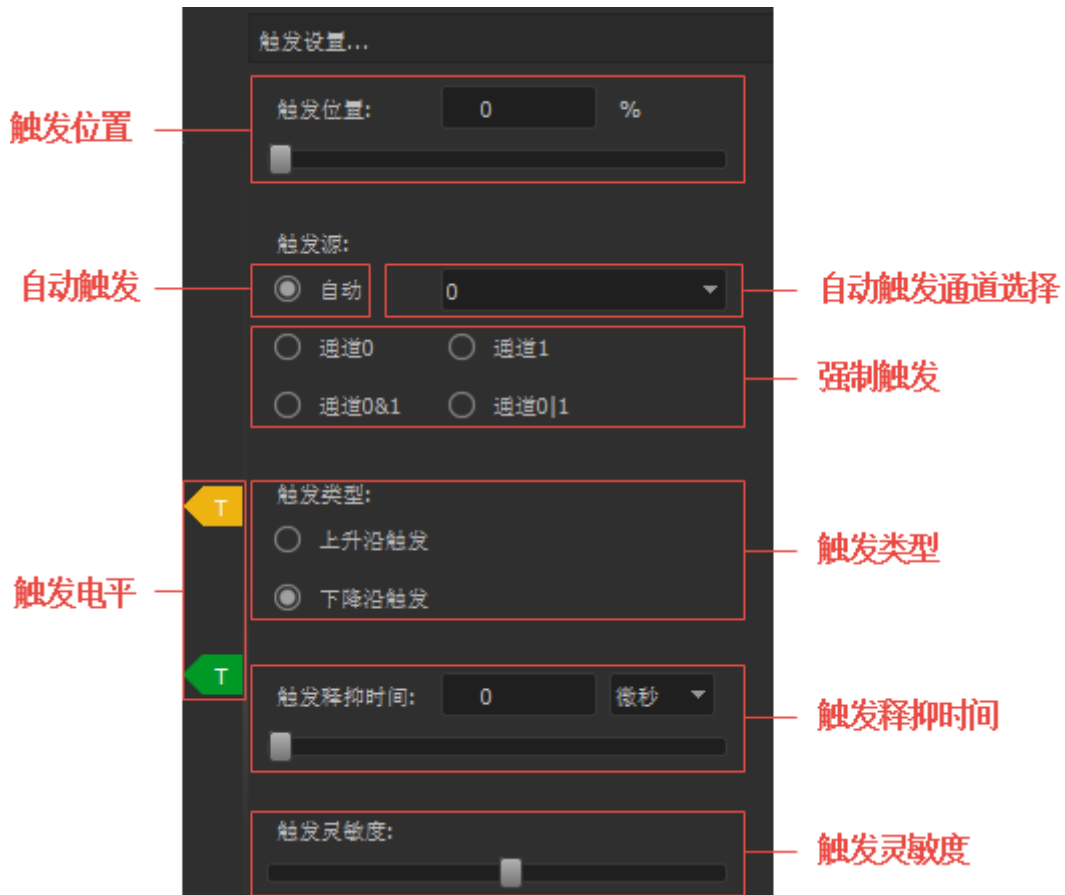 触发设置...
触发位置
触发位置: 0 %
触发源:
自动触发
自动 0
自动触发通道选择
通道0 通道1
强制触发
通道0&1 通道0|1
T
触发类型:
上升沿触发
触发类型
触发电平
下降沿触发
T
触发释抑时间: 0 微秒
触发释抑时间
触发灵敏度:
触发灵敏度